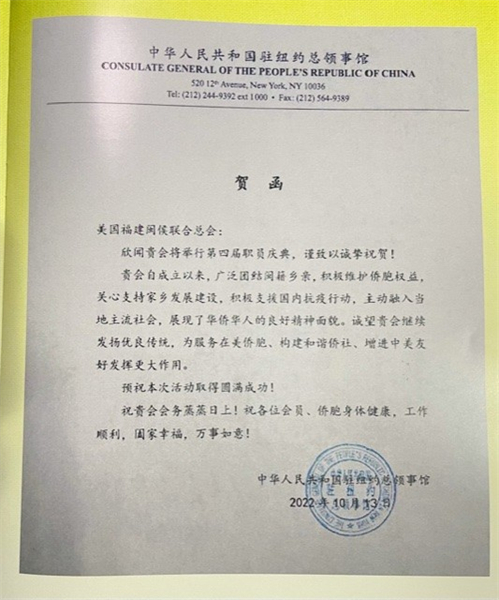 中华人民共和国驻纽约总领事馆
CONSULATE GENERAL OF THE PEOPLE'S REPUBLIC OF CHINA
520 12th Avenue, New York, NY 10036
Tel: (212) 244-9392 ext 1000 • Fax: (212) 564-9389
贺 函
美国福建闽侯联合总会：
欣闻贵会将举行第四届职员庆典，谨致以诚挚祝贺！
贵会自成立以来，广泛团结闽籍乡亲，积极维护侨胞权益，
关心支持家乡发展建设，积极支援国内抗疫行动，主动融入当
地主流社会，展现了华侨华人的良好精神面貌。诚望贵会继续
发扬优良传统，为服务在美侨胞、构建和谐侨社、增进中美友
好发挥更大作用。
预祝本次活动取得圆满成功！
祝贵会会务蒸蒸日上！祝各位会员、侨胞身体健康，工作
顺利，阖家幸福，万事如意！
中华人民共和国驻纽约总领事馆
2022年10月13日